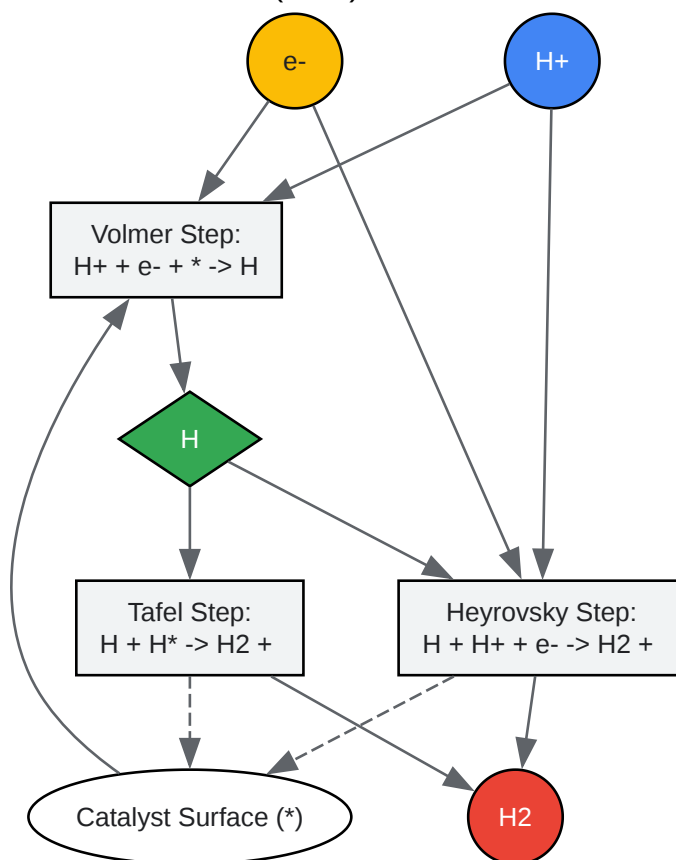 e-
H+
Volmer Step:
H+ + e- + * -> H
H
Tafel Step:
H + H* -> H2 +
Heyrovsky Step:
H + H+ + e- -> H2 +
Catalyst Surface (*)
H2